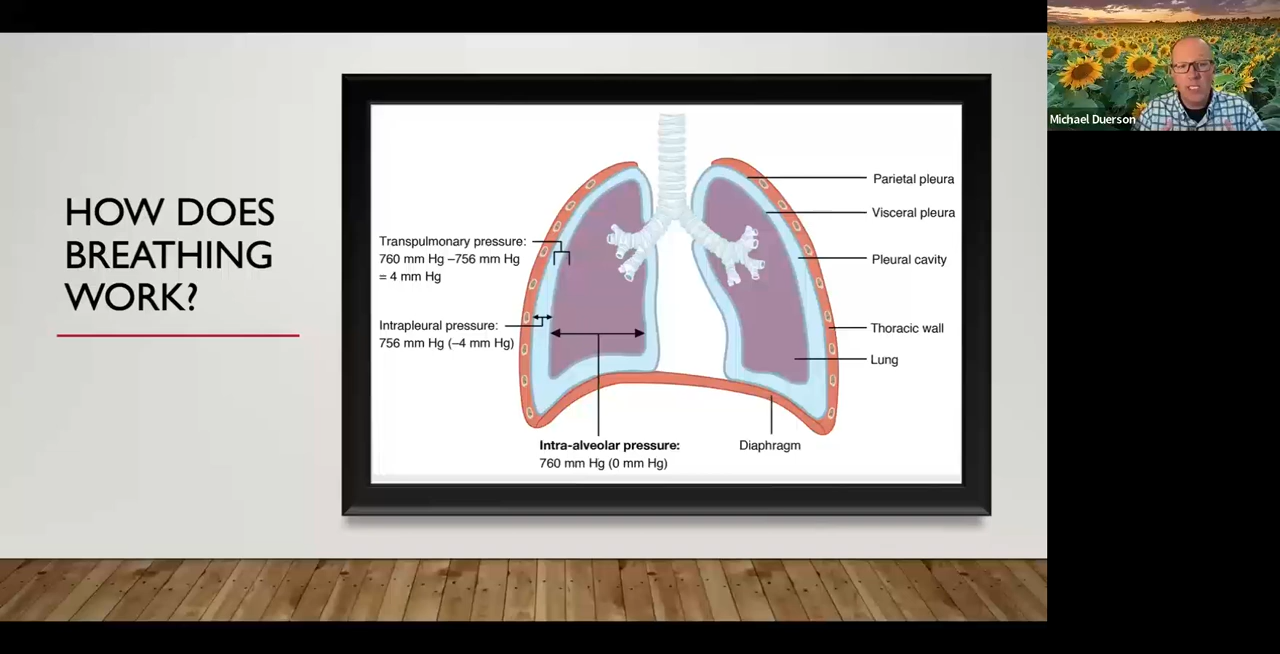 HOW DOES
BREATHING
WORK?
Transpulmonary pressure:
760 mm Hg –756 mm Hg
= 4 mm Hg
Intrapleural pressure:
756 mm Hg (–4 mm Hg)
Intra-alveolar pressure:
760 mm Hg (0 mm Hg)
Parietal pleura
Visceral pleura
Pleural cavity
Thoracic wall
Lung
Diaphragm
Michael Duerson